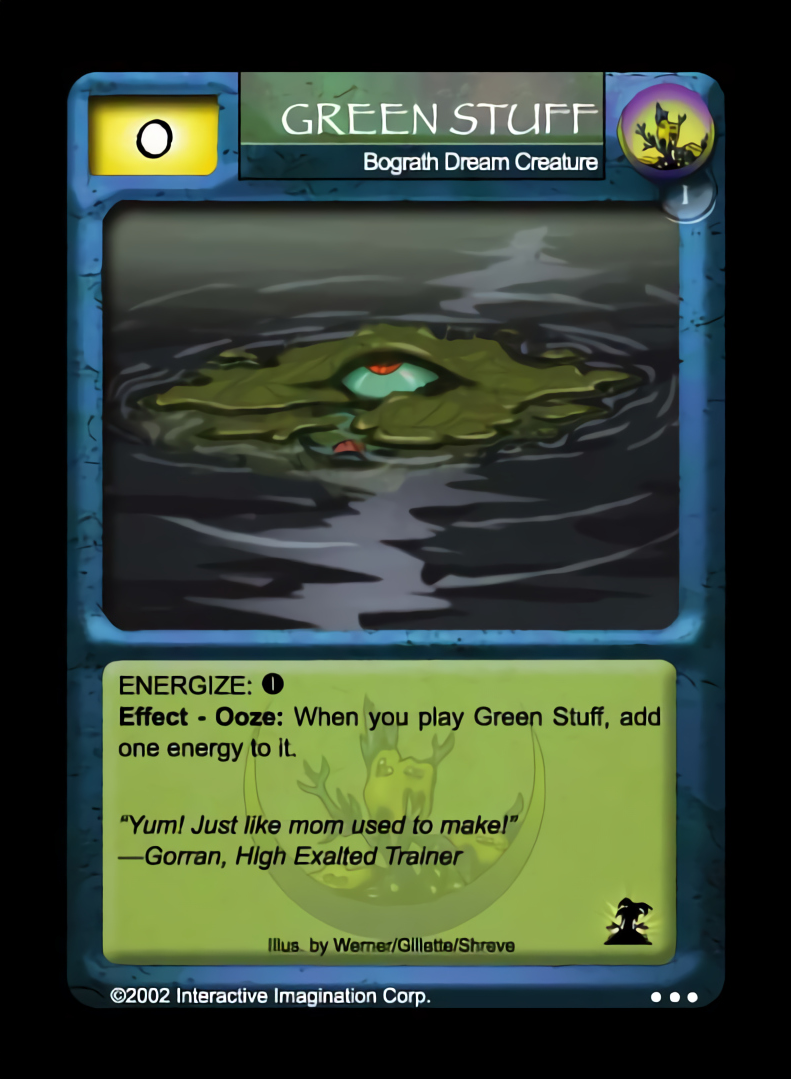 0
GREEN STUFF
Bograth Dream Creature
1
ENERGIZE: 1
Effect - Ooze: When you play Green Stuff, add
one energy to it.
“Yum! Just like mom used to make!”
—Gorran, High Exalted Trainer
Illus. by Werner/Gillette/Shreve
©2002 Interactive Imagination Corp.